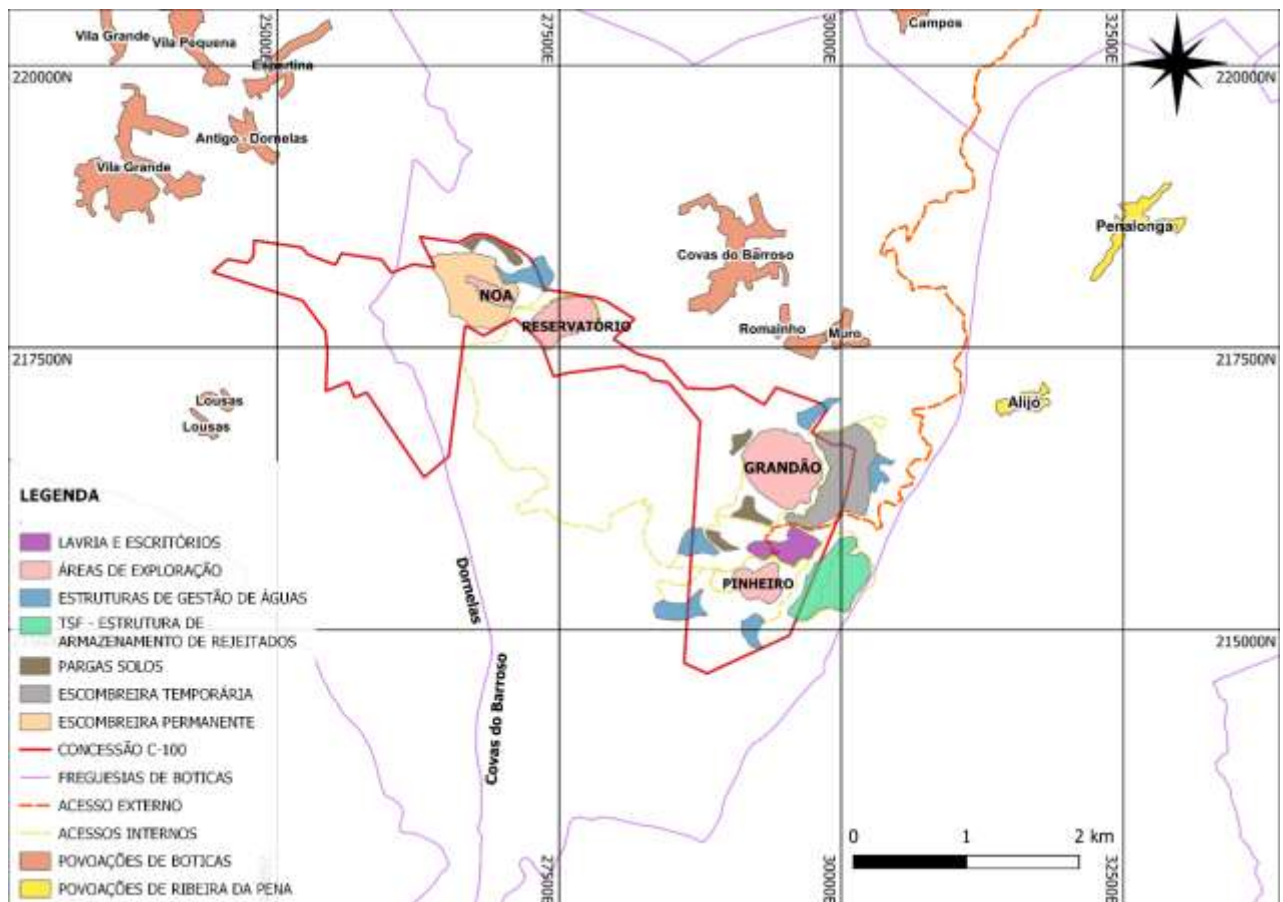 Vila Grande
Vila Pequena
25000E
27500E
30000E
Campos
32500E
Espertina
220000N
220000N
Antigo - Dornelas
Vila Grande
Penalonga
Covas do Barroso
NOA
RESERVATÓRIO
Romainho
Muro
217500N
217500N
Lousas
Lousas
Alijó
GRANDÃO
LEGENDA
LAVRIA E ESCRITÓRIOS
ÁREAS DE EXPLORAÇÃO
PINHEIRO
ESTRUTURAS DE GESTÃO DE ÁGUAS
TSF - ESTRUTURA DE
ARMAZENAMENTO DE REJEITADOS
Dornelas
215000N
PARGAS SOLOS
ESCOMBREIRA TEMPORÁRIA
ESCOMBREIRA PERMANENTE
Covas do Barroso
CONCESSÃO C-100
FREGUESIAS DE BOTICAS
ACESSO EXTERNO
ACESSOS INTERNOS
POVOAÇÕES DE BOTICAS
POVOAÇÕES DE RIBEIRA DA PENA
0 1 2 km
27500E
30000E
32500E